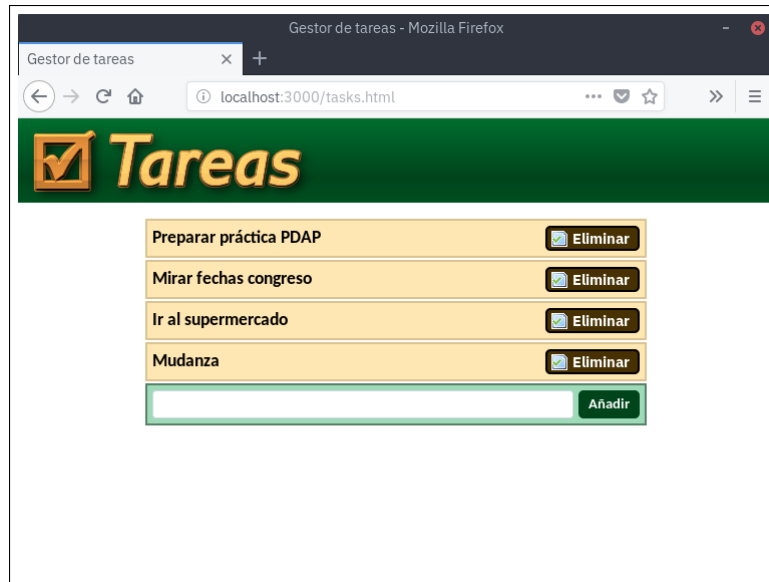 Gestor de tareas - Mozilla Firefox
Gestor de tareas
localhost:3000/tasks.html
Tareas
Preparar práctica PDAP Eliminar
Mirar fechas congreso Eliminar
Ir al supermercado Eliminar
Mudanza Eliminar
Añadir